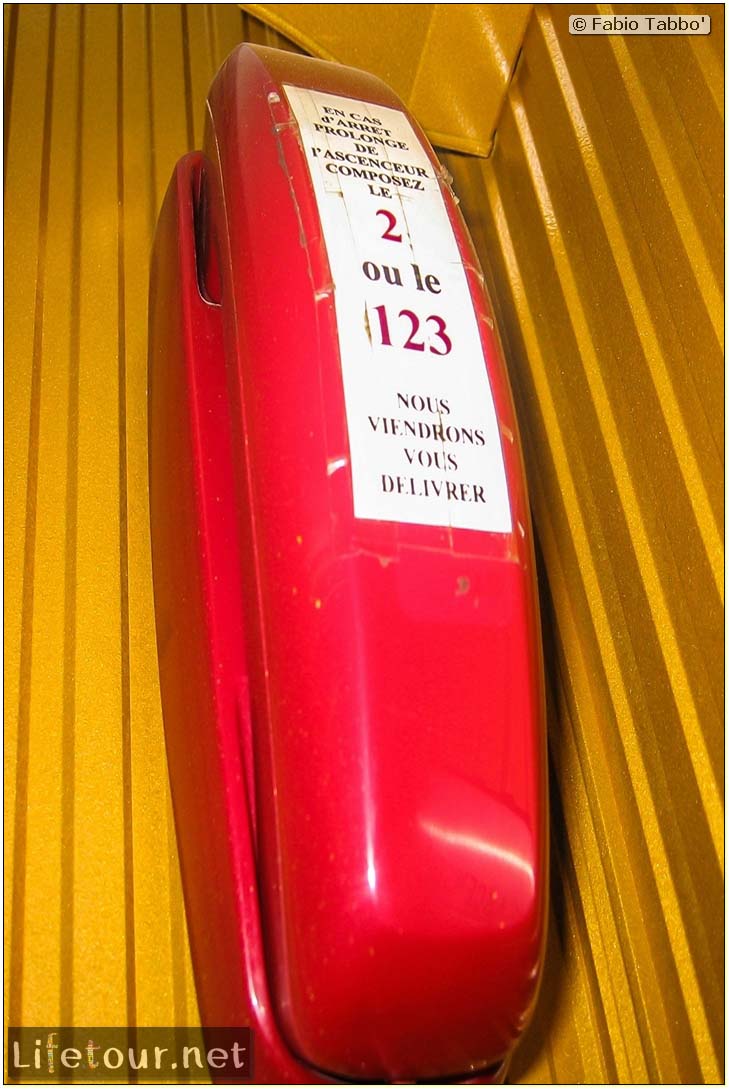 © Fabio Tabbo'
EN CAS
d'ARRET
PROLONGE
DE
l'ASCENCEUR
COMPOSEZ
LE
2
ou le
123
NOUS
VIENDRONS
VOUS
DELIVRER
Lifetour.net